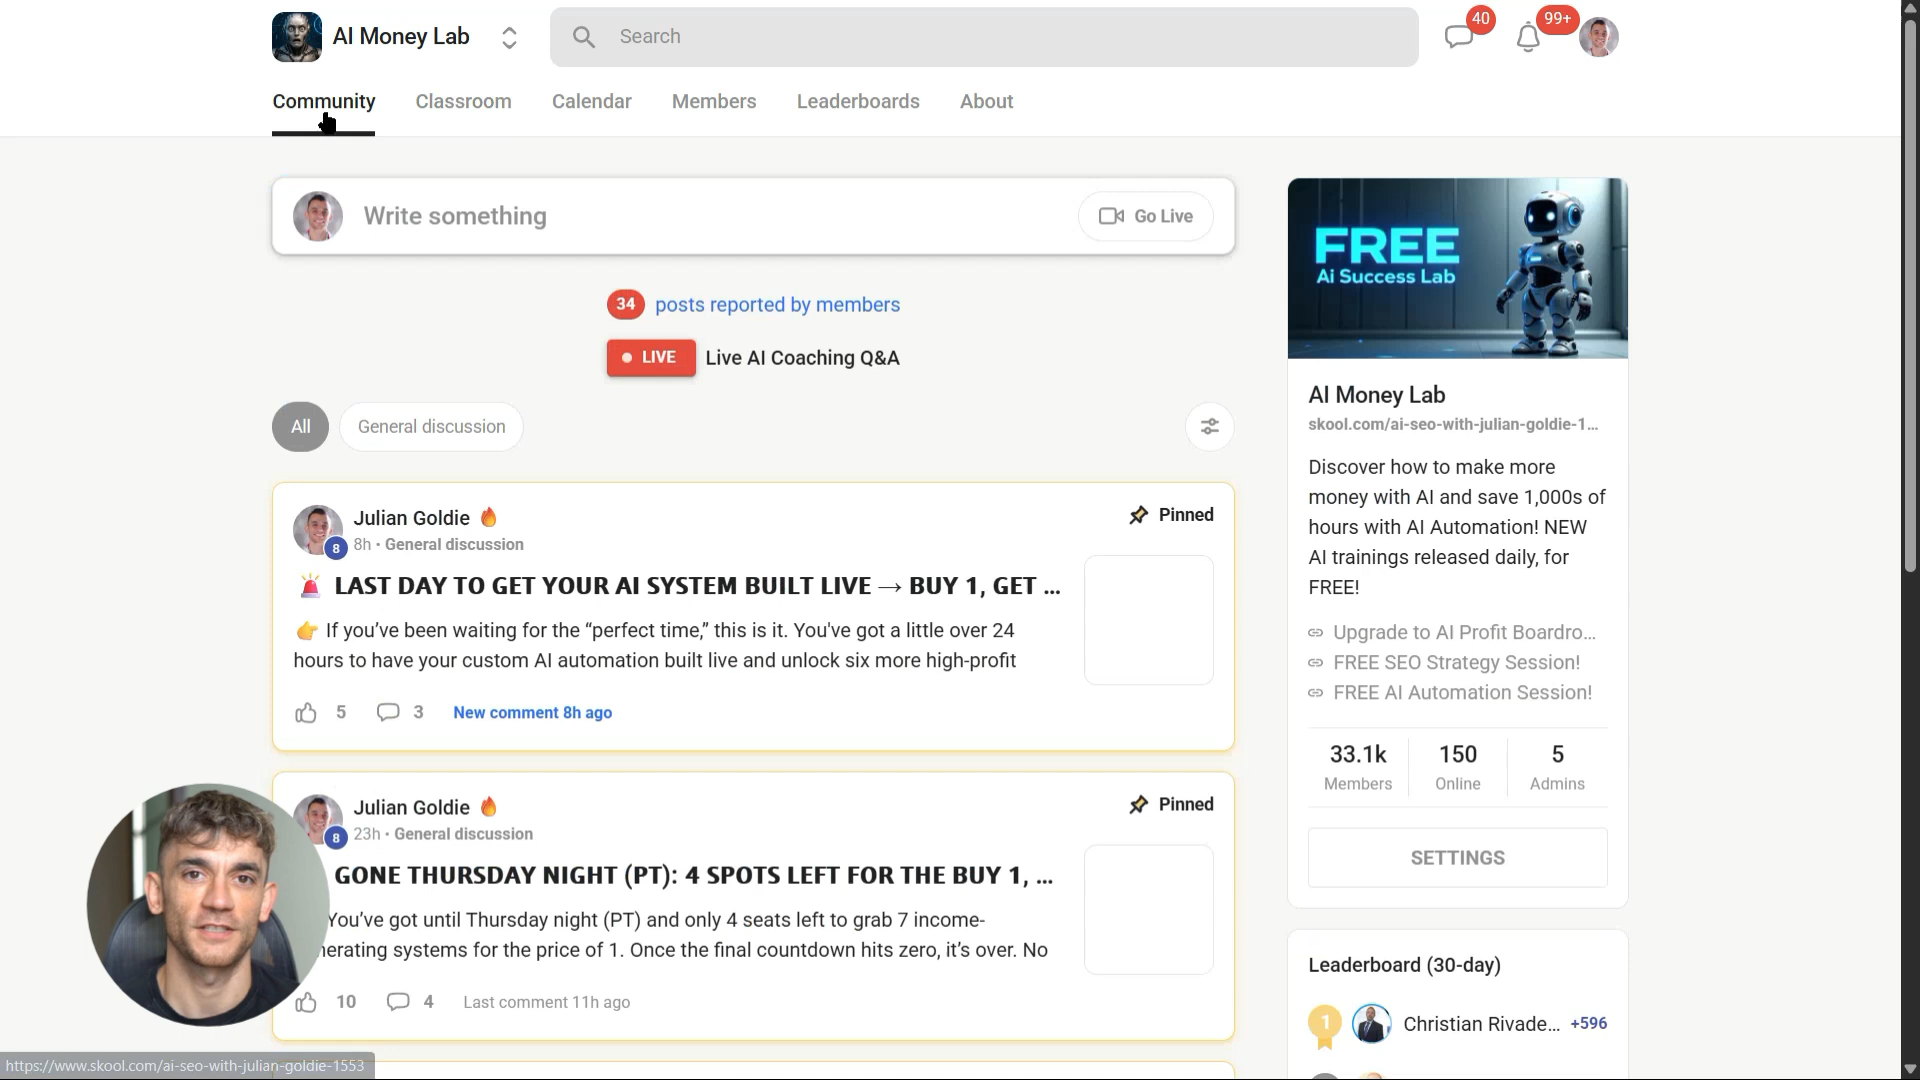 AI Money Lab
Search
40
99+
Community
Classroom
Calendar
Members
Leaderboards
About
Write something
Go Live
34 posts reported by members
LIVE Live AI Coaching Q&A
All
General discussion
Julian Goldie 🔥
Pinned
8
8h • General discussion
🚨 LAST DAY TO GET YOUR AI SYSTEM BUILT LIVE → BUY 1, GET ...
👉 If you’ve been waiting for the “perfect time,” this is it. You've got a little over 24
hours to have your custom AI automation built live and unlock six more high-profit
5
3
New comment 8h ago
Julian Goldie 🔥
Pinned
8
23h • General discussion
GONE THURSDAY NIGHT (PT): 4 SPOTS LEFT FOR THE BUY 1, ...
You’ve got until Thursday night (PT) and only 4 seats left to grab 7 income-
nerating systems for the price of 1. Once the final countdown hits zero, it’s over. No
10
4
Last comment 11h ago
FREE
Ai Success Lab
AI Money Lab
skool.com/ai-seo-with-julian-goldie-1...
Discover how to make more
money with AI and save 1,000s of
hours with AI Automation! NEW
AI trainings released daily, for
FREE!
Upgrade to AI Profit Boardro...
FREE SEO Strategy Session!
FREE AI Automation Session!
33.1k
Members
150
Online
5
Admins
SETTINGS
Leaderboard (30-day)
1
Christian Rivade...
+596
https://www.skool.com/ai-seo-with-julian-goldie-1553